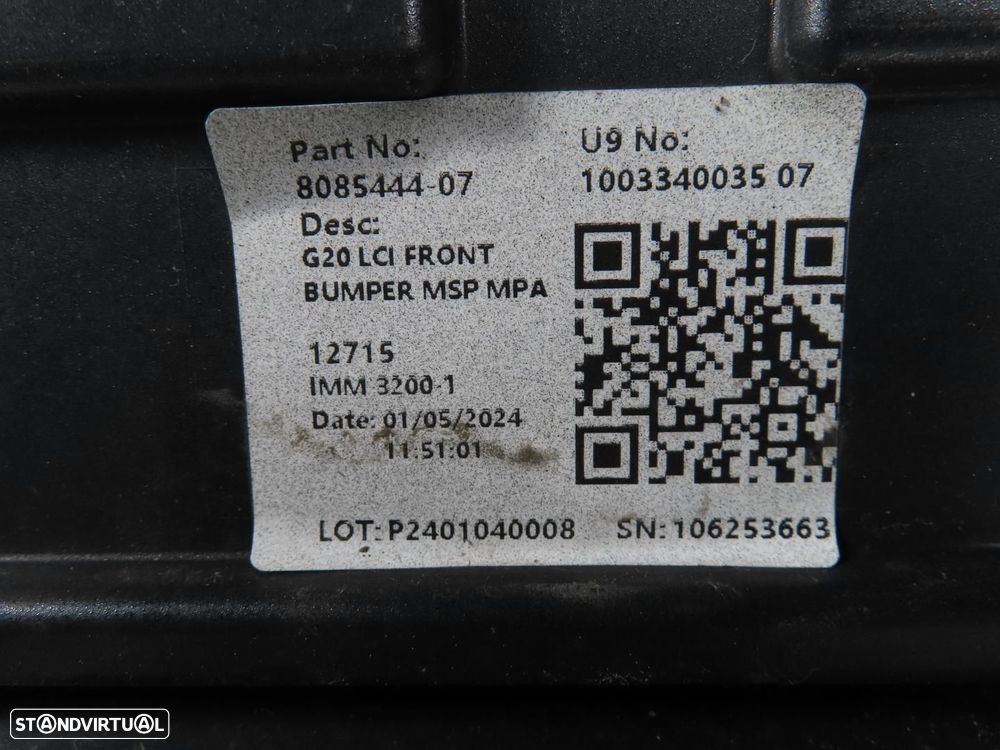 Part No:
8085444-07
Desc:
G20 LCI FRONT
BUMPER MSP MPA
12715
IMM 3200-1
Date: 01/05/2024
11:51:01
U9 No:
1003340035 07
LOT: P2401040008 SN: 106253663
STANDVIRTUAL